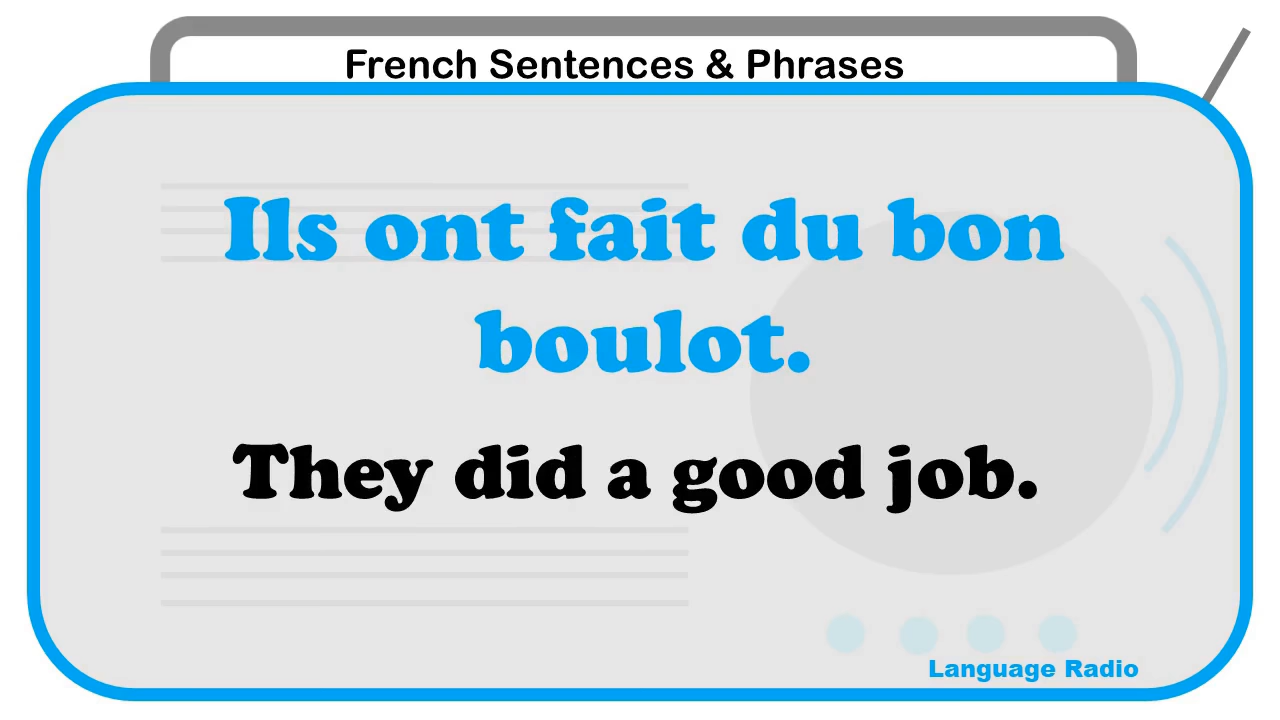 French Sentences & Phrases
Ils ont fait du bon
boulot.
They did a good job.
Language Radio